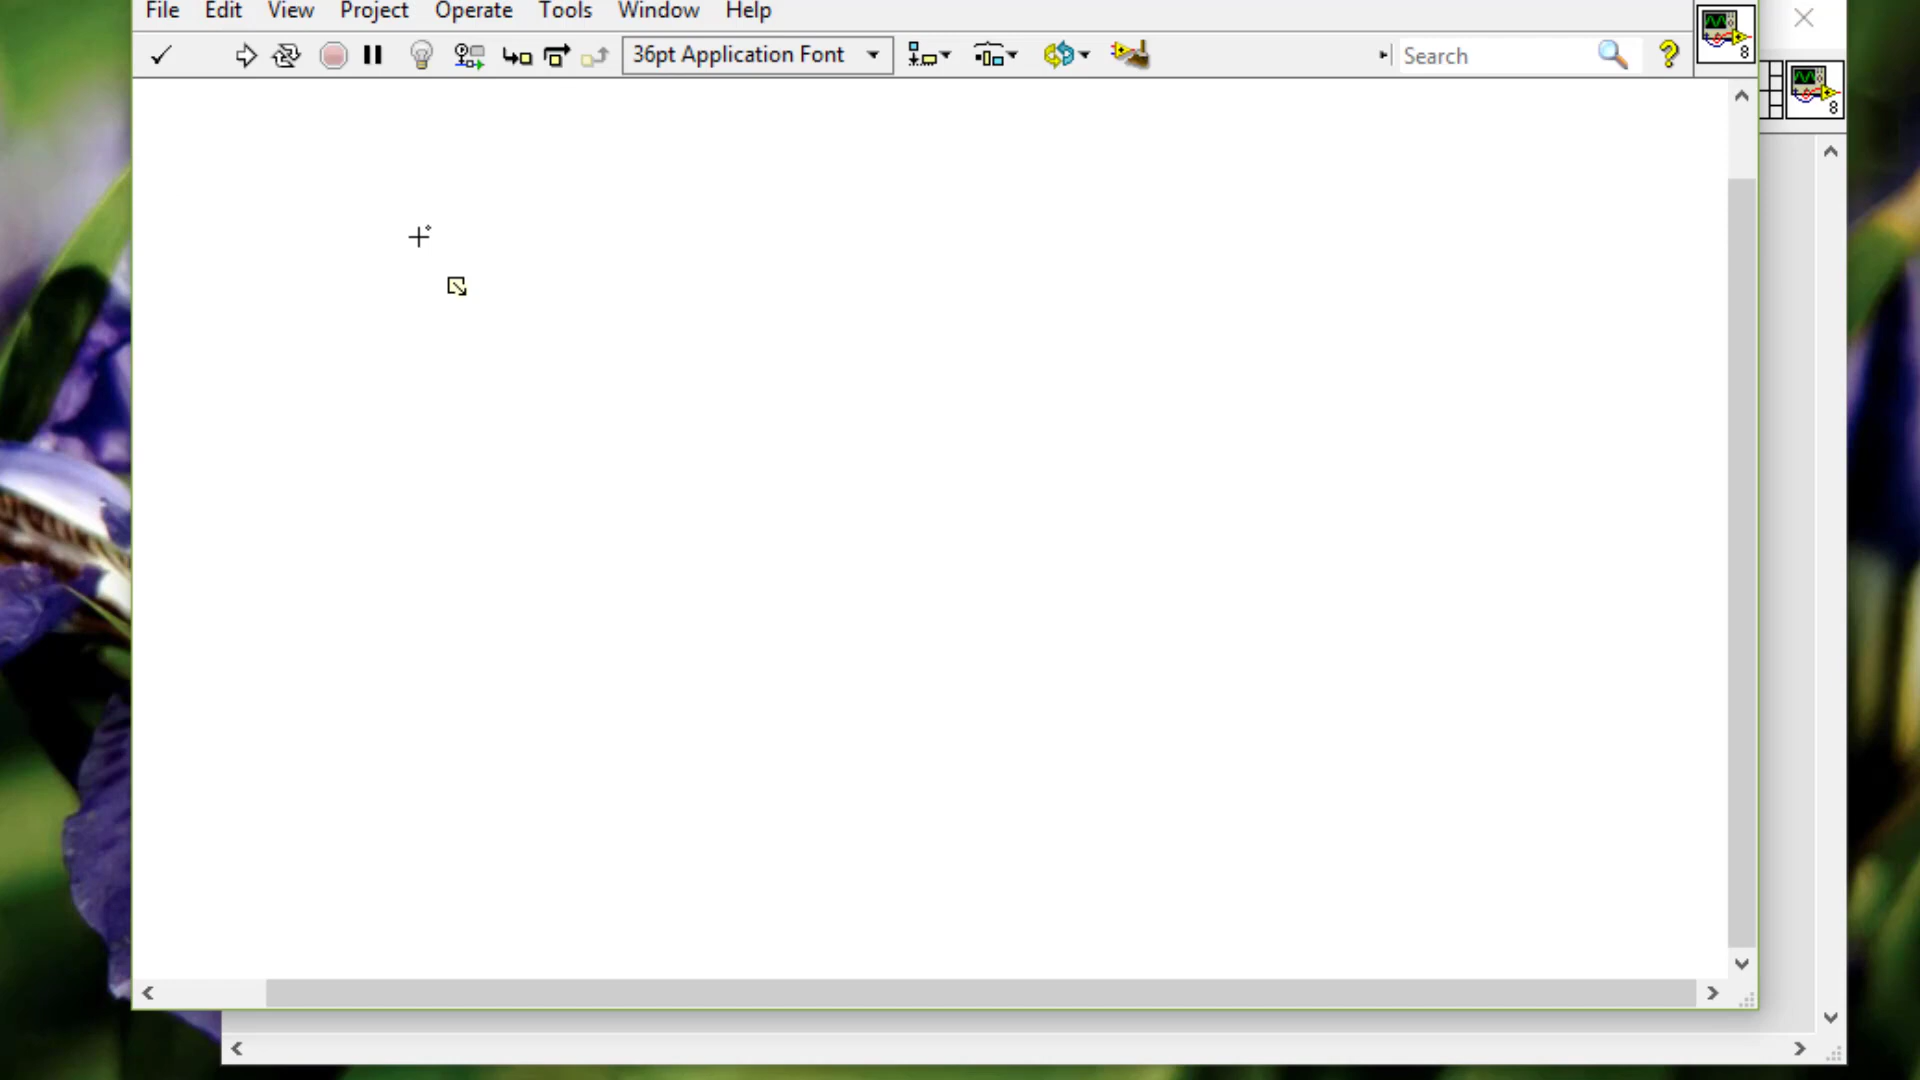 File Edit View Project Operate Tools Window Help
36pt Application Font
Search
?
8
8